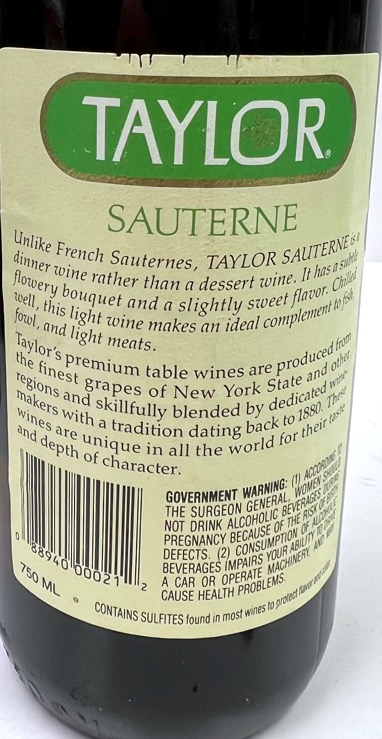 TAYLOR®
SAUTERNE
Unlike French Sauternes, TAYLOR SAUTERNE is a
dinner wine rather than a dessert wine. It has a subtle
flowery bouquet and a slightly sweet flavor. Chilled
well, this light wine makes an ideal complement to fish,
fowl, and light meats.
Taylor's premium table wines are produced from
the finest grapes of New York State and other
regions and skillfully blended by dedicated wine-
makers with a tradition dating back to 1880. These
wines are unique in all the world for their taste
and depth of character.
GOVERNMENT WARNING: (1) ACCORDING TO
THE SURGEON GENERAL, WOMEN SHOULD
NOT DRINK ALCOHOLIC BEVERAGES DURING
PREGNANCY BECAUSE OF THE RISK OF BIRTH
DEFECTS. (2) CONSUMPTION OF ALCOHOLIC
BEVERAGES IMPAIRS YOUR ABILITY TO DRIVE
A CAR OR OPERATE MACHINERY, AND MAY
CAUSE HEALTH PROBLEMS.
0 88940 00021 2
750 ML
CONTAINS SULFITES found in most wines to protect flavor and